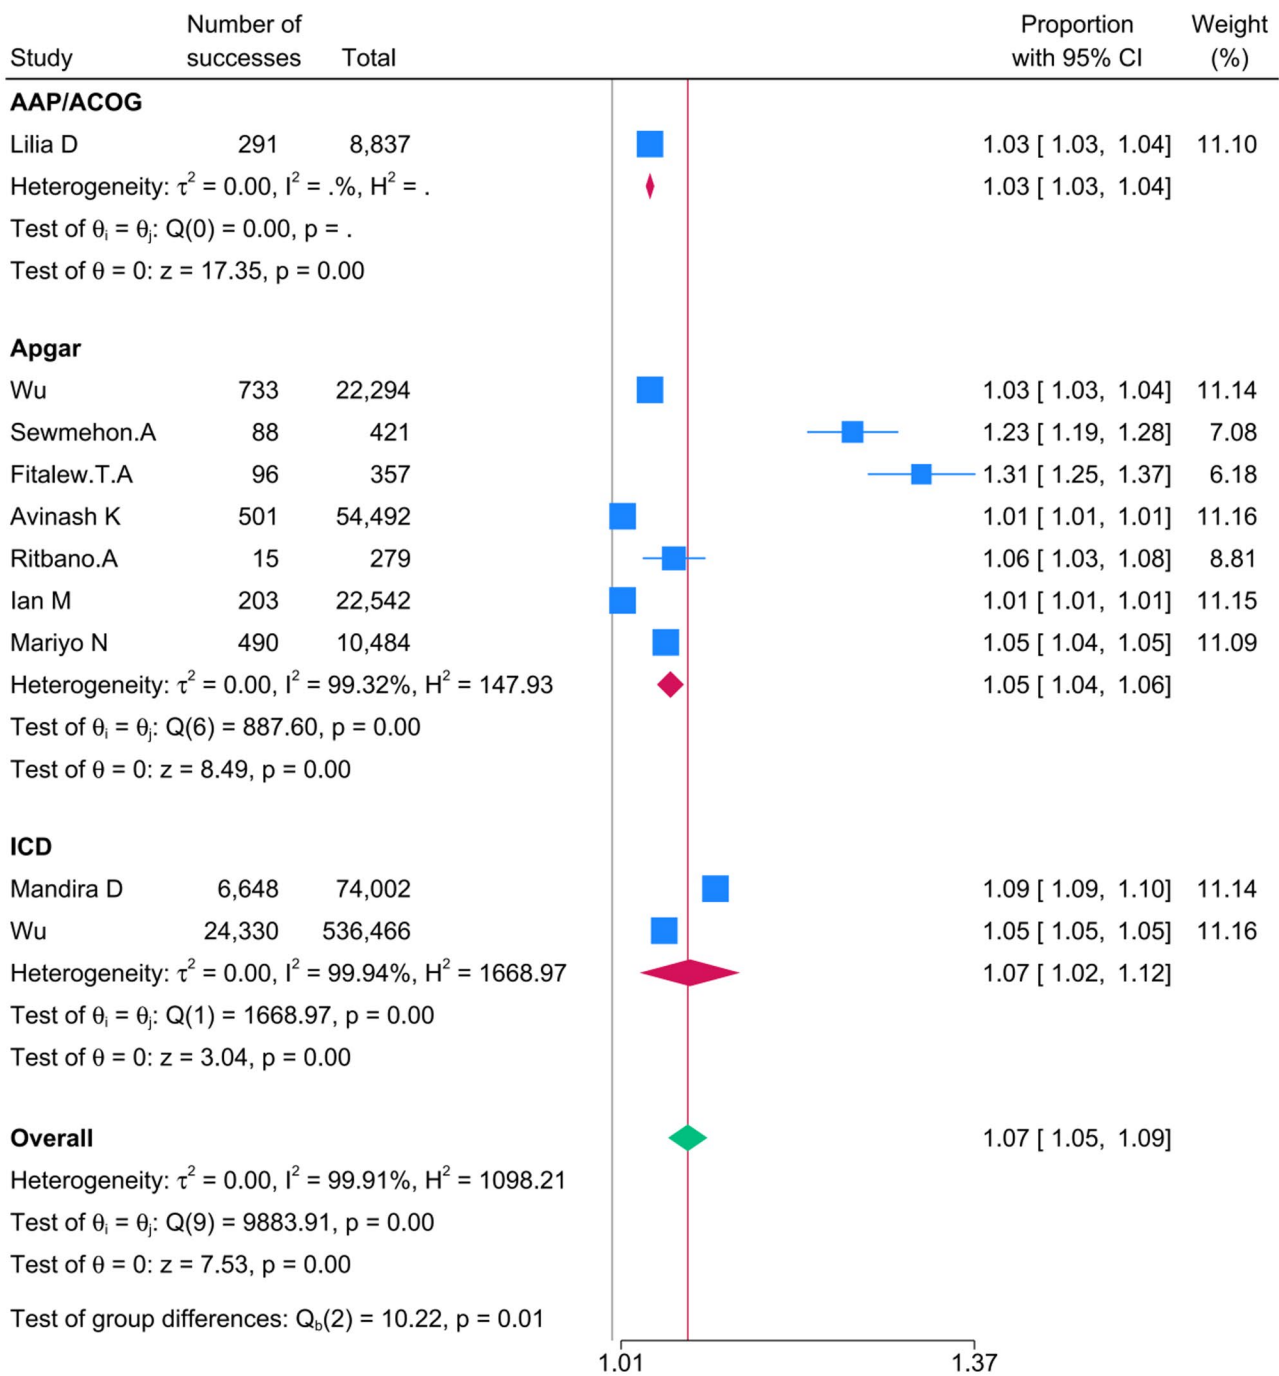 Number of Proportion Weight
Study successes Total with 95% CI (%)
AAP/ACOG
Lilia D 291 8,837 1.03 [ 1.03, 1.04] 11.10
Heterogeneity: τ² = 0.00, I² = .%, H² = . 1.03 [ 1.03, 1.04]
Test of θᵢ = θⱼ: Q(0) = 0.00, p = .
Test of θ = 0: z = 17.35, p = 0.00
Apgar
Wu 733 22,294 1.03 [ 1.03, 1.04] 11.14
Sewmehon.A 88 421 1.23 [ 1.19, 1.28] 7.08
Fitalew.T.A 96 357 1.31 [ 1.25, 1.37] 6.18
Avinash K 501 54,492 1.01 [ 1.01, 1.01] 11.16
Ritbano.A 15 279 1.06 [ 1.03, 1.08] 8.81
Ian M 203 22,542 1.01 [ 1.01, 1.01] 11.15
Mariyo N 490 10,484 1.05 [ 1.04, 1.05] 11.09
Heterogeneity: τ² = 0.00, I² = 99.32%, H² = 147.93 1.05 [ 1.04, 1.06]
Test of θᵢ = θⱼ: Q(6) = 887.60, p = 0.00
Test of θ = 0: z = 8.49, p = 0.00
ICD
Mandira D 6,648 74,002 1.09 [ 1.09, 1.10] 11.14
Wu 24,330 536,466 1.05 [ 1.05, 1.05] 11.16
Heterogeneity: τ² = 0.00, I² = 99.94%, H² = 1668.97 1.07 [ 1.02, 1.12]
Test of θᵢ = θⱼ: Q(1) = 1668.97, p = 0.00
Test of θ = 0: z = 3.04, p = 0.00
Overall 1.07 [ 1.05, 1.09]
Heterogeneity: τ² = 0.00, I² = 99.91%, H² = 1098.21
Test of θᵢ = θⱼ: Q(9) = 9883.91, p = 0.00
Test of θ = 0: z = 7.53, p = 0.00
Test of group differences: Q_b(2) = 10.22, p = 0.01
1.01 1.37